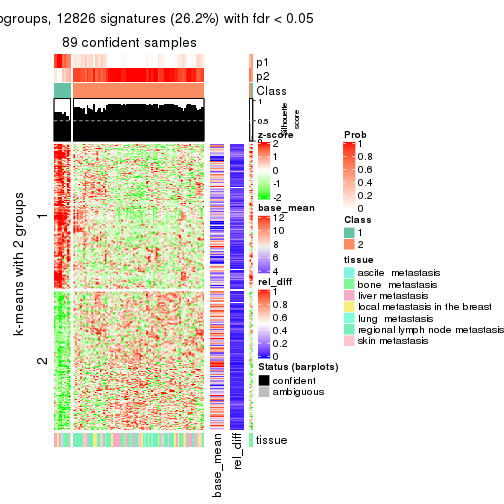 ogroups, 12826 signatures (26.2%) with fdr < 0.05
89 confident samples
p1
p2
Class
1
0.5
0
Silhouette
score
z-score
2
1
0
-1
-2
base_mean
12
10
8
6
4
rel_diff
1
0.8
0.6
0.4
0.2
0
Status (barplots)
confident
ambiguous
Prob
1
0.8
0.6
0.4
0.2
0
Class
1
2
tissue
ascite metastasis
bone metastasis
liver metastasis
local metastasis in the breast
lung metastasis
regional lymph node metastasis
skin metastasis
k-means with 2 groups
1
2
tissue
base_mean
rel_diff